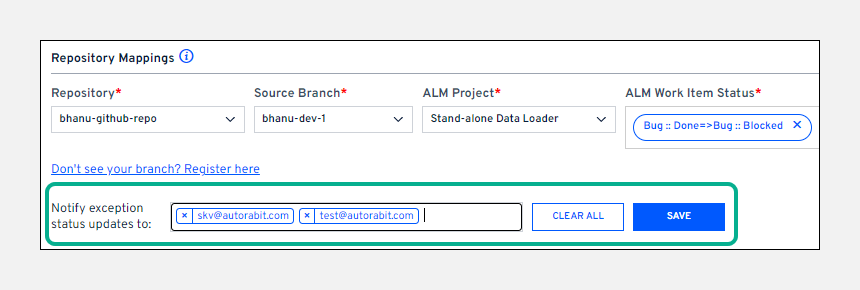 Repository Mappings
Repository* Source Branch* ALM Project* ALM Work Item Status*
bhanu-github-repo bhanu-dev-1 Stand-alone Data Loader Bug :: Done=>Bug :: Blocked ×
Don't see your branch? Register here
Notify exception
status updates to: × skv@autorabit.com × test@autorabit.com CLEAR ALL SAVE